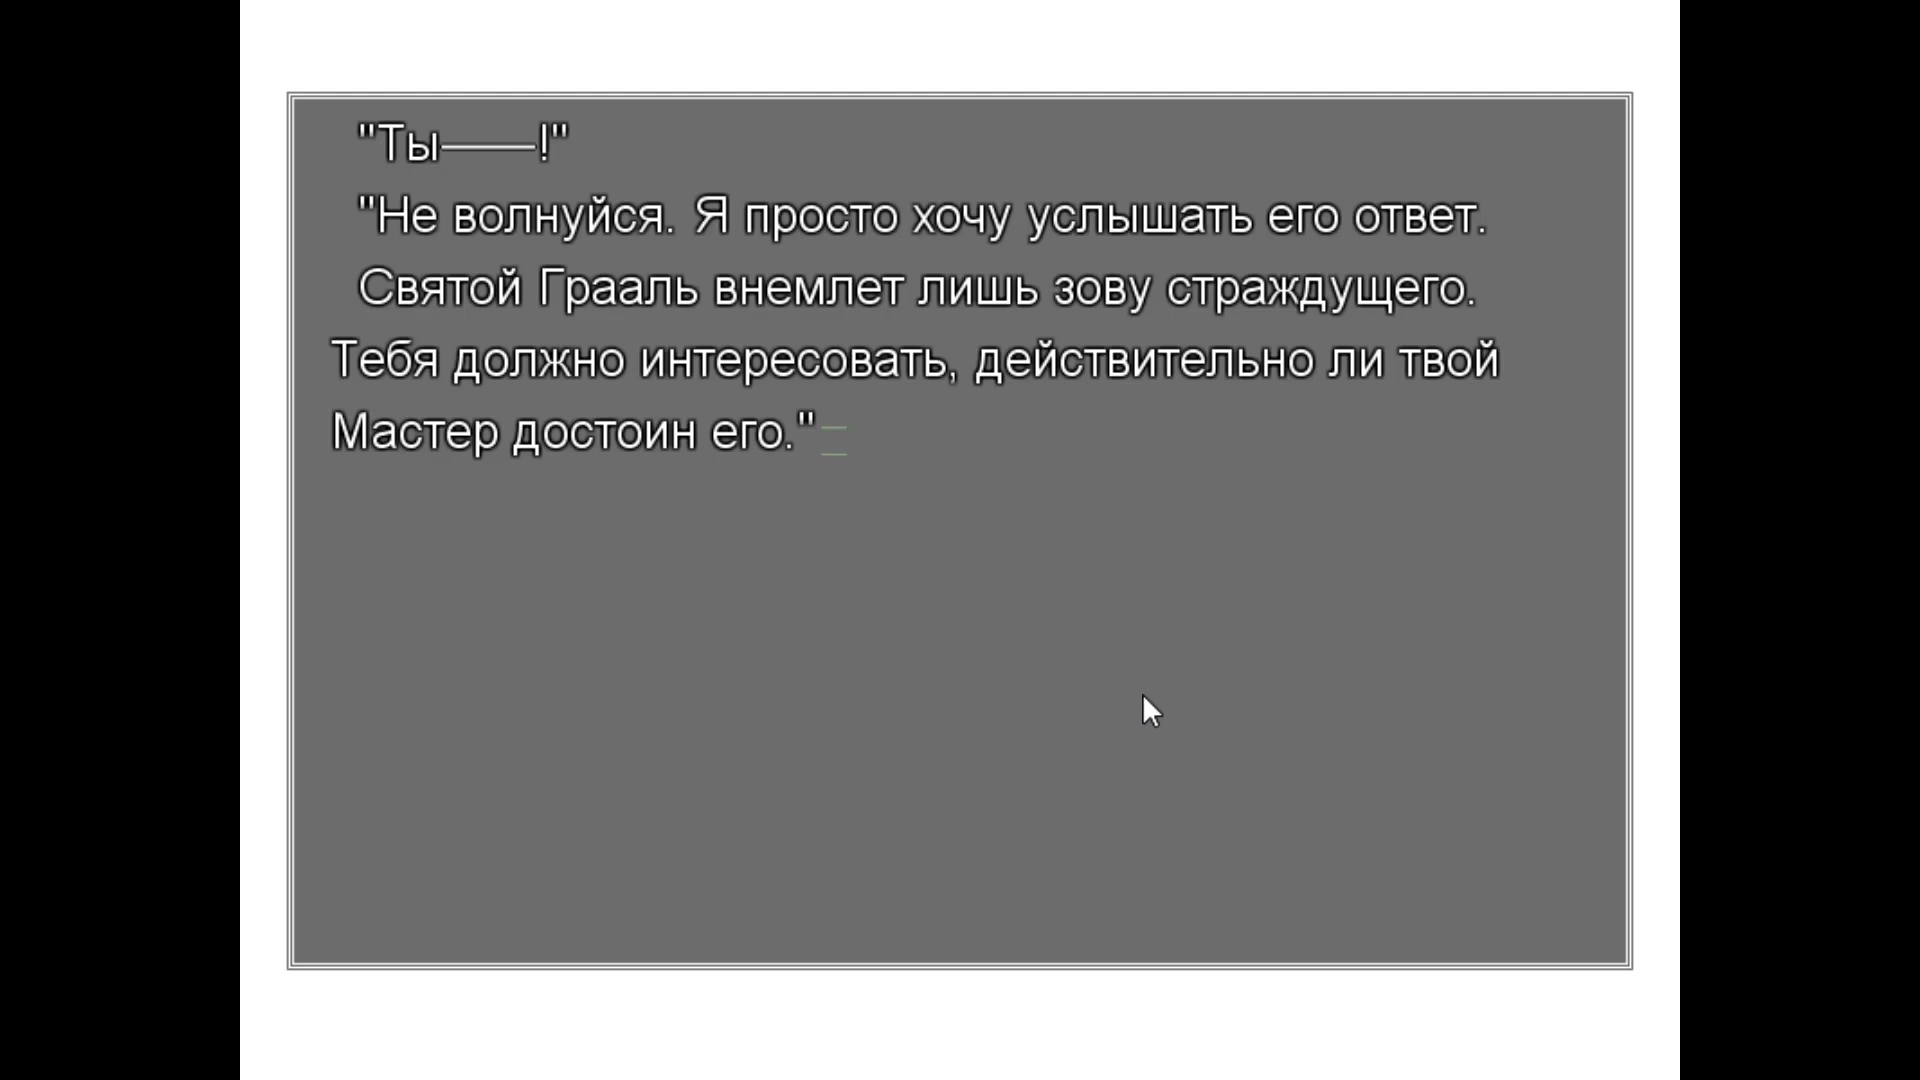 "Ты——!"
"Не волнуйся. Я просто хочу услышать его ответ.
Святой Грааль внемлет лишь зову страждущего.
Тебя должно интересовать, действительно ли твой
Мастер достоин его."